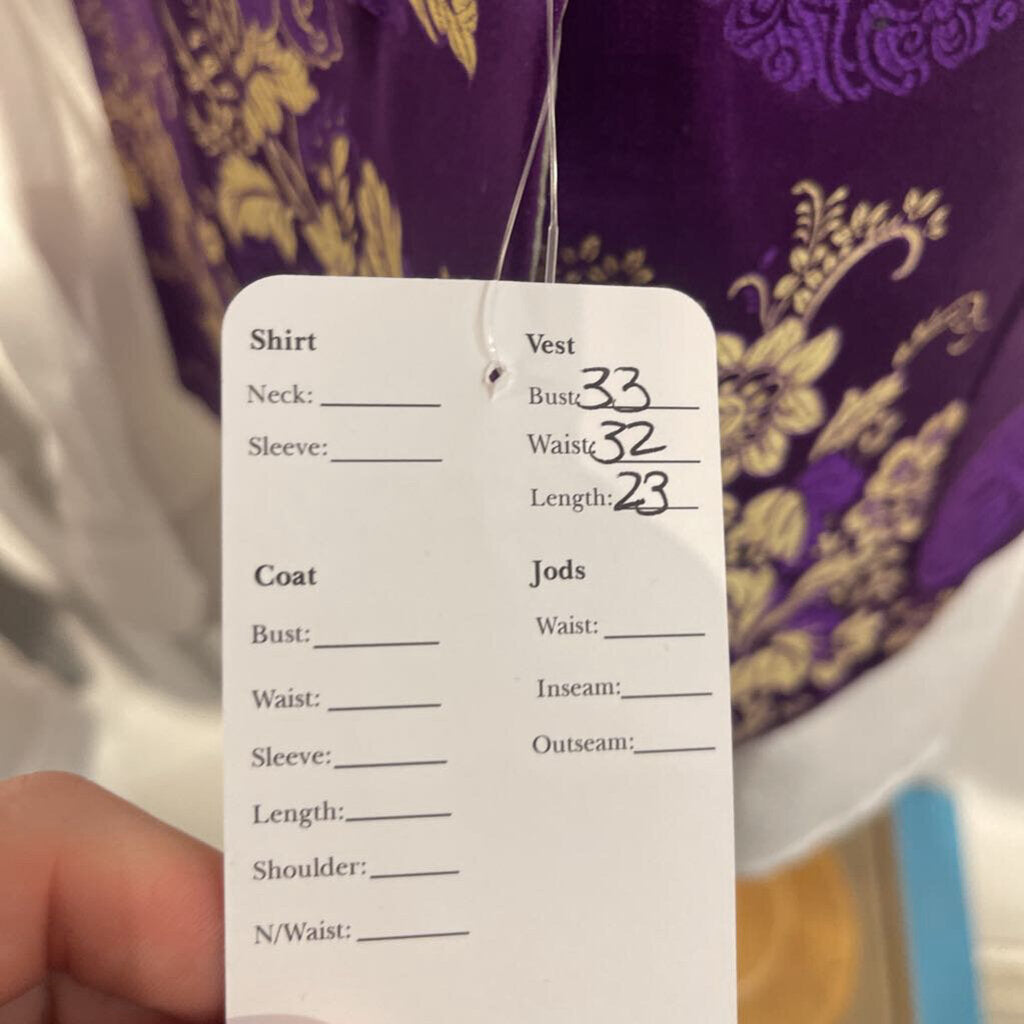 Shirt
Neck:
Sleeve:
Vest
Bust: 33
Waist: 32
Length: 23
Coat
Bust:
Waist:
Sleeve:
Length:
Shoulder:
N/Waist:
Jods
Waist:
Inseam:
Outseam: